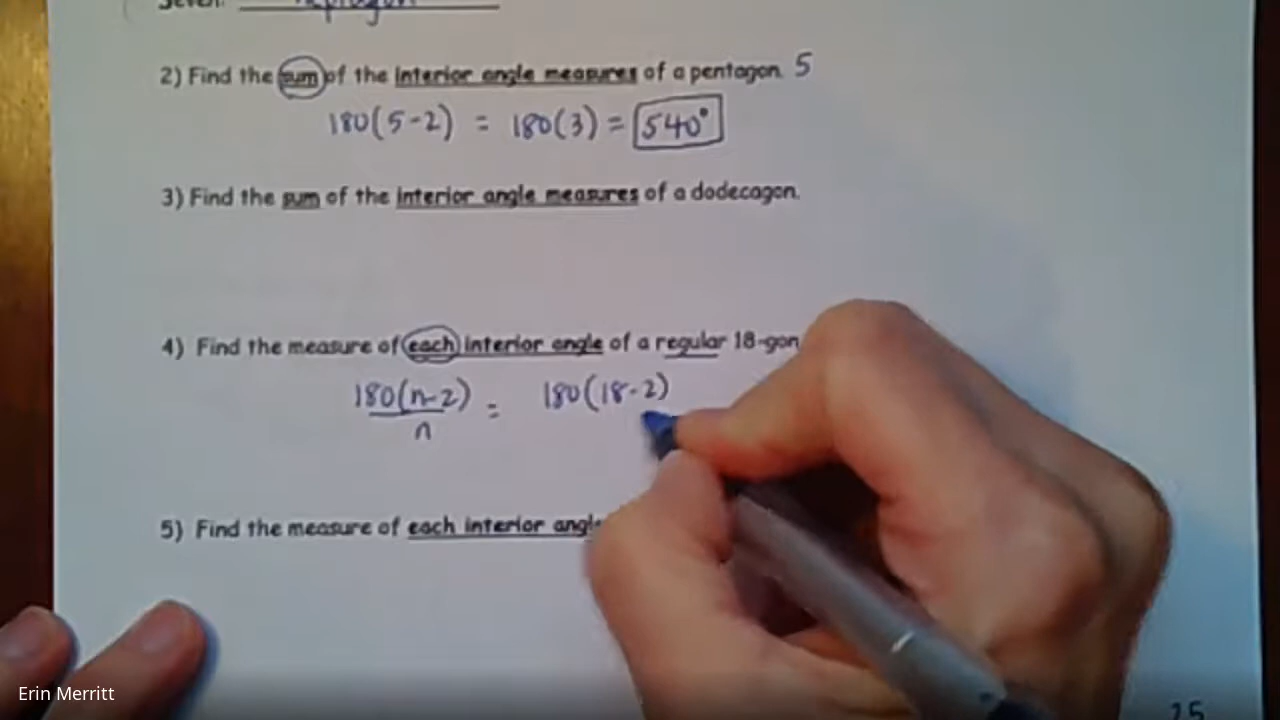 Seven:
2) Find the sum of the interior angle measures of a pentagon. 5
180(5-2) = 180(3) = 540°
3) Find the sum of the interior angle measures of a dodecagon.
4) Find the measure of each interior angle of a regular 18-gon
180(n-2) = 180(18-2)
n
5) Find the measure of each interior angle
Erin Merritt